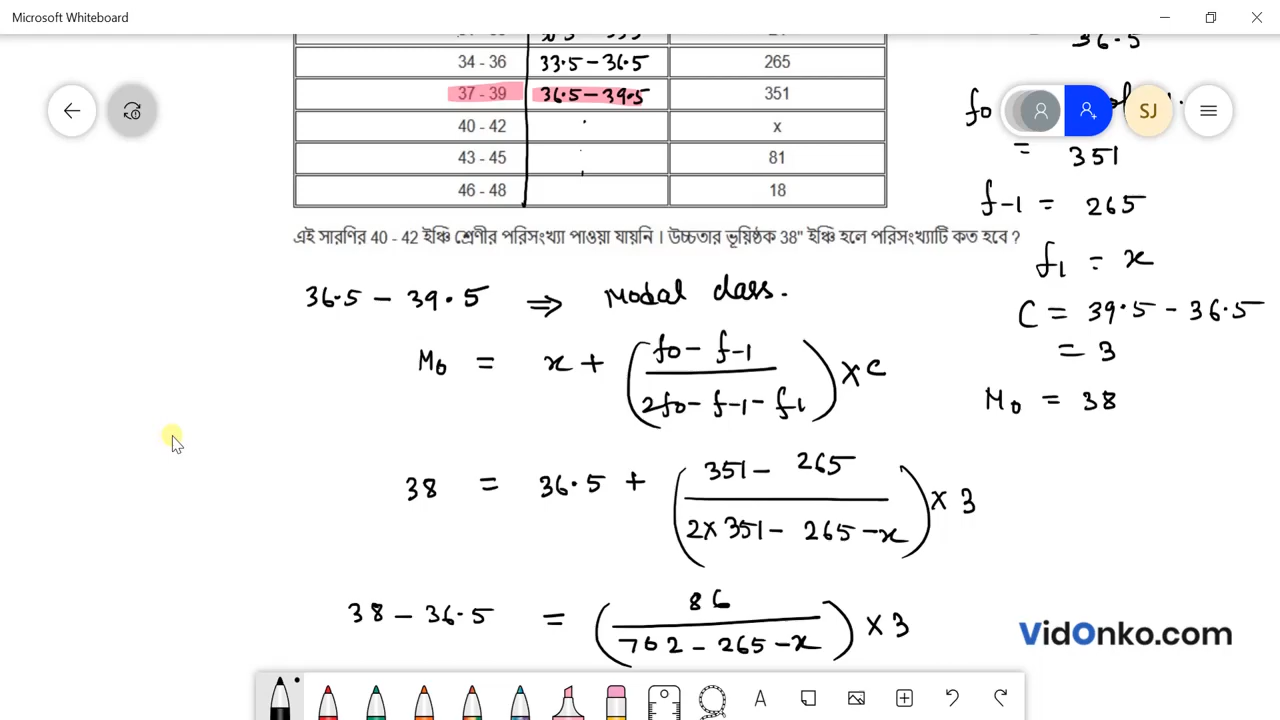 Microsoft Whiteboard
34 - 36 33.5 - 36.5 265
37 - 39 36.5 - 39.5 351
40 - 42 x
43 - 45 81
46 - 48 18
এই সারণির 40 - 42 ইঞ্চি শ্রেণীর পরিসংখ্যা পাওয়া যায়নি । উচ্চতার ভূয়িষ্ঠক 38" ইঞ্চি হলে পরিসংখ্যাটি কত হবে ?
36.5 - 39.5 ⇒ Modal class.
M0 = x + (f0 - f-1 / 2f0 - f-1 - f1) × C
38 = 36.5 + (351 - 265 / 2×351 - 265 - x) × 3
38 - 36.5 = (86 / 702 - 265 - x) × 3
36.5
f0
= 351
f-1 = 265
f1 = x
C = 39.5 - 36.5
= 3
M0 = 38
SJ
VidOnko.com
A